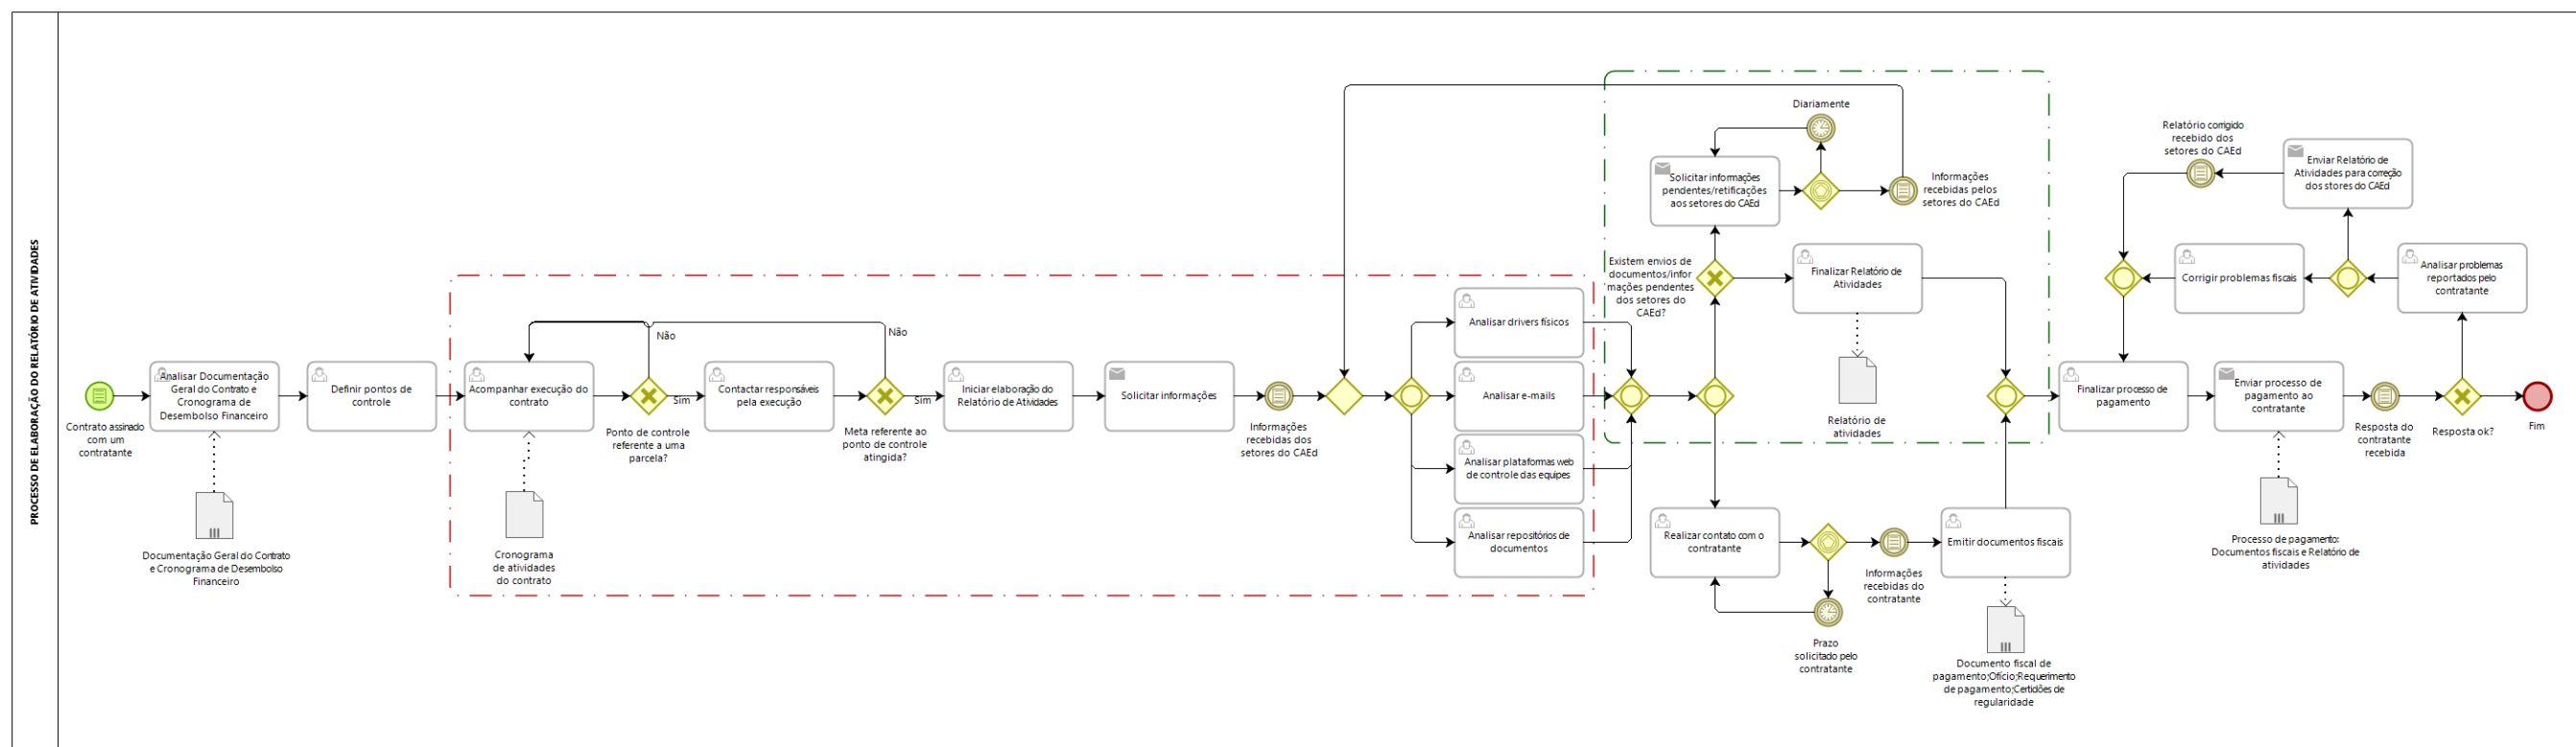 PROCESSO DE ELABORAÇÃO DO RELATÓRIO DE ATIVIDADES
Contrato assinado
com um
contratante
Analisar Documentação
Geral do Contrato e
Cronograma de
Desembolso Financeiro
Documentação Geral do Contrato
e Cronograma de Desembolso
Financeiro
Definir pontos de
controle
Acompanhar execução do
contrato
Cronograma
de atividades
do contrato
Não
Sim
Ponto de controle
referente a uma
parcela?
Contactar responsáveis
pela execução
Não
Sim
Meta referente ao
ponto de controle
atingida?
Iniciar elaboração do
Relatório de Atividades
Solicitar informações
Informações
recebidas dos
setores do CAEd
Analisar drivers físicos
Analisar e-mails
Analisar plataformas web
de controle das equipes
Analisar repositórios de
documentos
Diariamente
Solicitar informações
pendentes/retificações
aos setores do CAEd
Informações
recebidas pelos
setores do CAEd
Existem envios de
documentos/infor
mações pendentes
dos setores do
CAEd?
Finalizar Relatório de
Atividades
Relatório de
atividades
Realizar contato com o
contratante
Prazo
solicitado pelo
contratante
Informações
recebidas do
contratante
Emitir documentos fiscais
Documento fiscal de
pagamento;Ofício;Requerimento
de pagamento;Certidões de
regularidade
Relatório corrigido
recebido dos
setores do CAEd
Enviar Relatório de
Atividades para correção
dos stores do CAEd
Corrigir problemas fiscais
Analisar problemas
reportados pelo
contratante
Finalizar processo de
pagamento
Enviar processo de
pagamento ao
contratante
Processo de pagamento:
Documentos fiscais e Relatório de
atividades
Resposta do
contratante
recebida
Resposta ok?
Fim